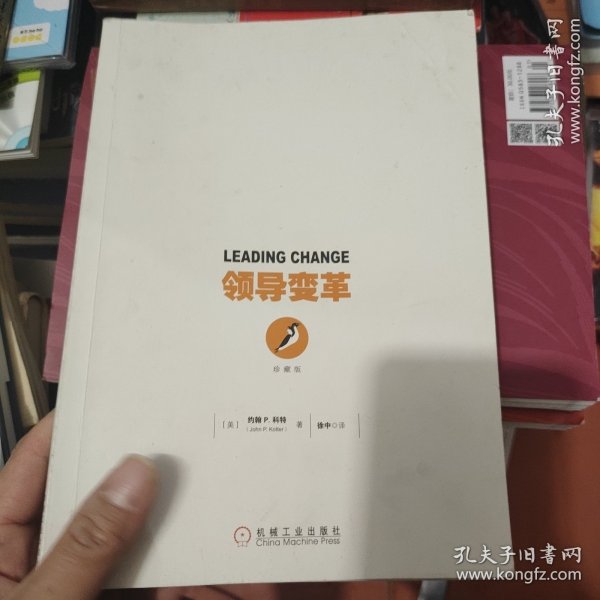 LEADING CHANGE
领导变革
珍藏版
[美] 约翰 P. 科特 著 徐中◎译
(John P. Kotter)
机械工业出版社
China Machine Press
孔夫子旧书网
www.kongfz.com
孔夫子旧书网
www.kongfz.com